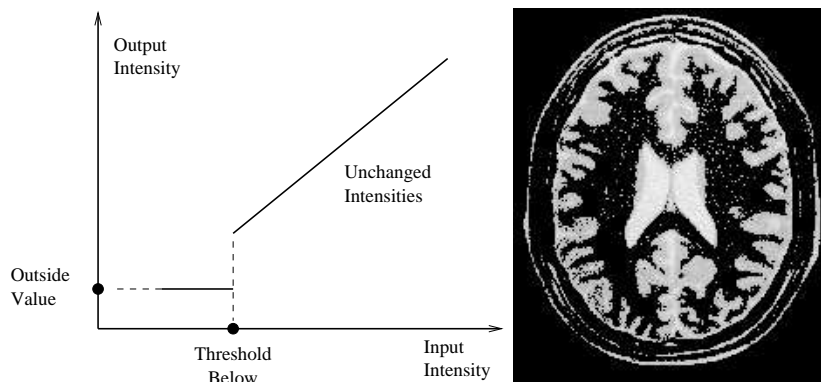 Output
Intensity
Unchanged
Intensities
Outside
Value
Threshold
Below
Input
Intensity